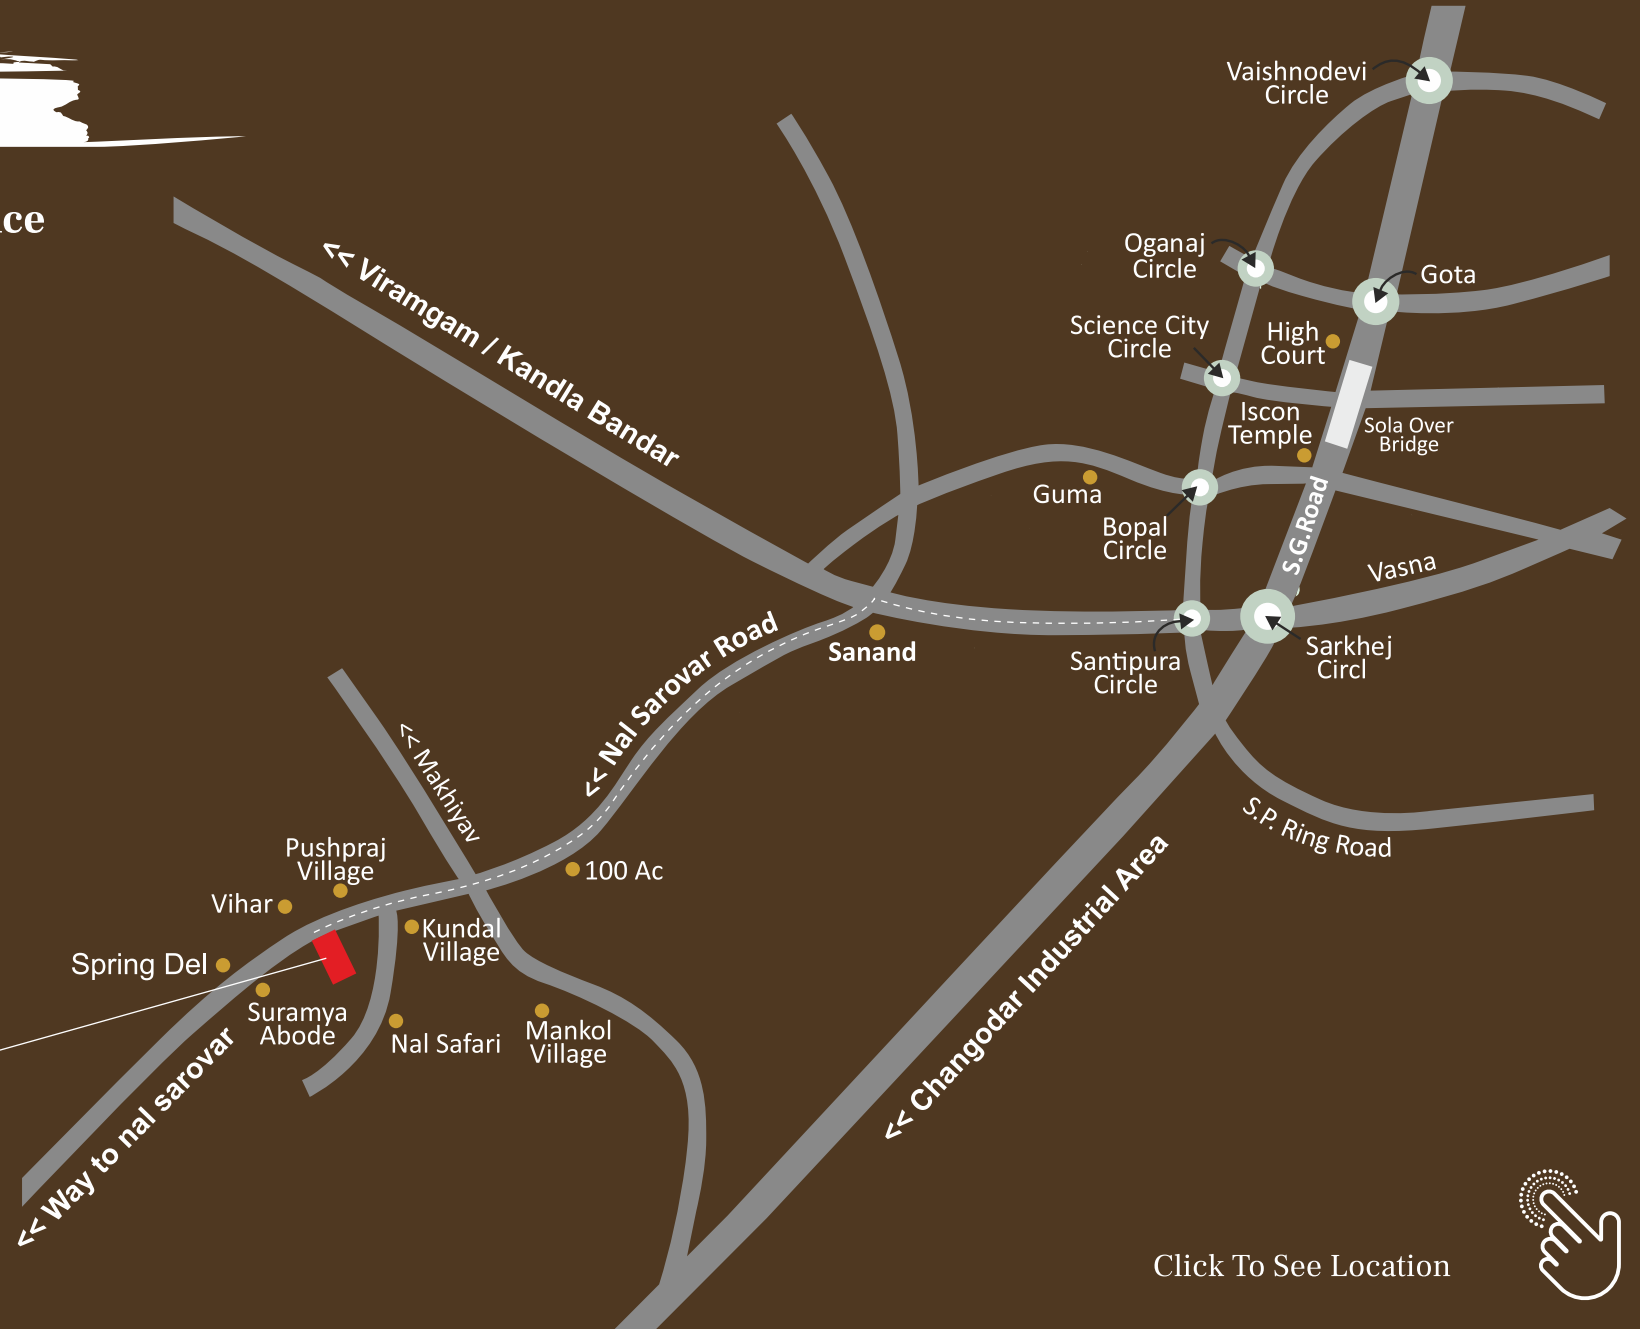 Vaishnodevi
Circle
ce
<< Viramgam / Kandla Bandar
Oganaj
Circle
Gota
Science City
Circle
High
Court
Iscon
Temple
Sola Over
Bridge
Guma
S.G.Road
Bopal
Circle
Vasna
<< Nal Sarovar Road
Sanand
Santipura
Circle
Sarkhej
Circl
<< Makhiyav
S.P. Ring Road
Pushpraj
Village
100 Ac
Vihar
Kundal
Village
Spring Del
Suramya
Abode
Nal Safari
Mankol
Village
<< Changodar Industrial Area
<< Way to nal sarovar
Click To See Location